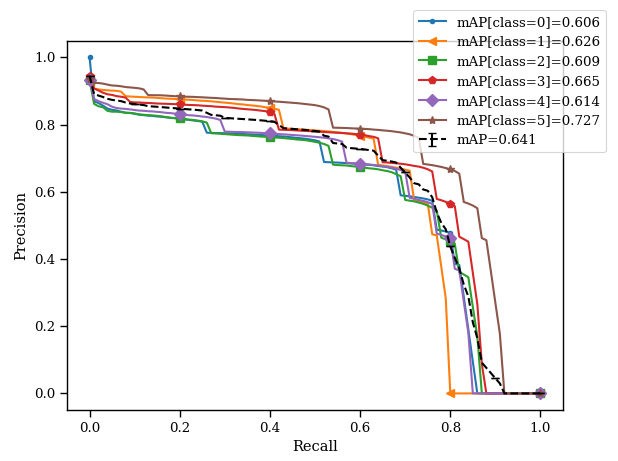 mAP[class=0]=0.606
mAP[class=1]=0.626
mAP[class=2]=0.609
mAP[class=3]=0.665
mAP[class=4]=0.614
mAP[class=5]=0.727
mAP=0.641
Precision
1.0
0.8
0.6
0.4
0.2
0.0
0.0 0.2 0.4 0.6 0.8 1.0
Recall